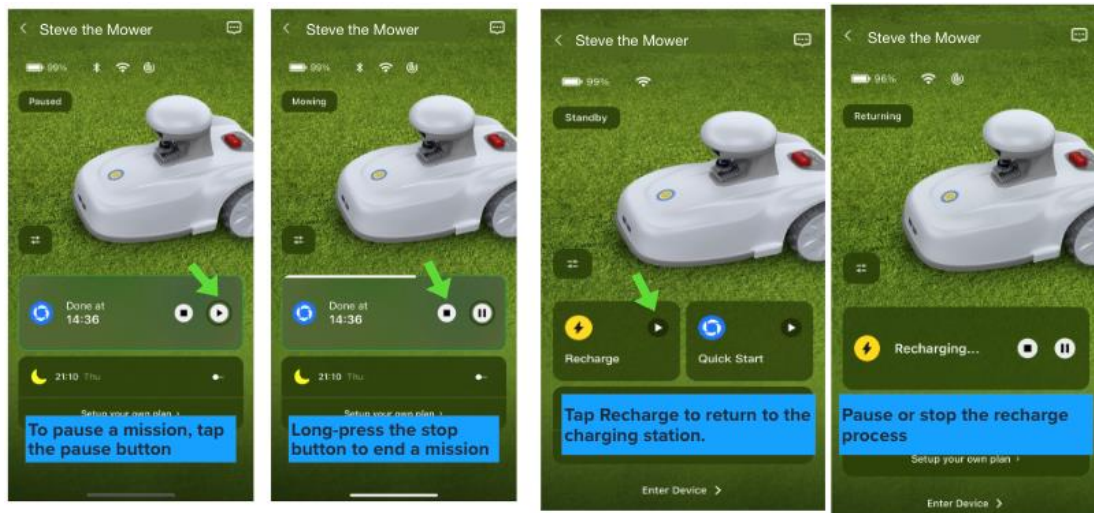 Steve the Mower
99%
Paused
Done at
14:36
21:10 Thu
Setup your own plan >
To pause a mission, tap
the pause button
Steve the Mower
99%
Mowing
Done at
14:36
21:10 Thu
Setup your own plan >
Long-press the stop
button to end a mission
Steve the Mower
99%
Standby
Recharge
Quick Start
Tap Recharge to return to the
charging station.
Enter Device >
Steve the Mower
96%
Returning
Recharging...
Pause or stop the recharge
process
Setup your own plan >
Enter Device >